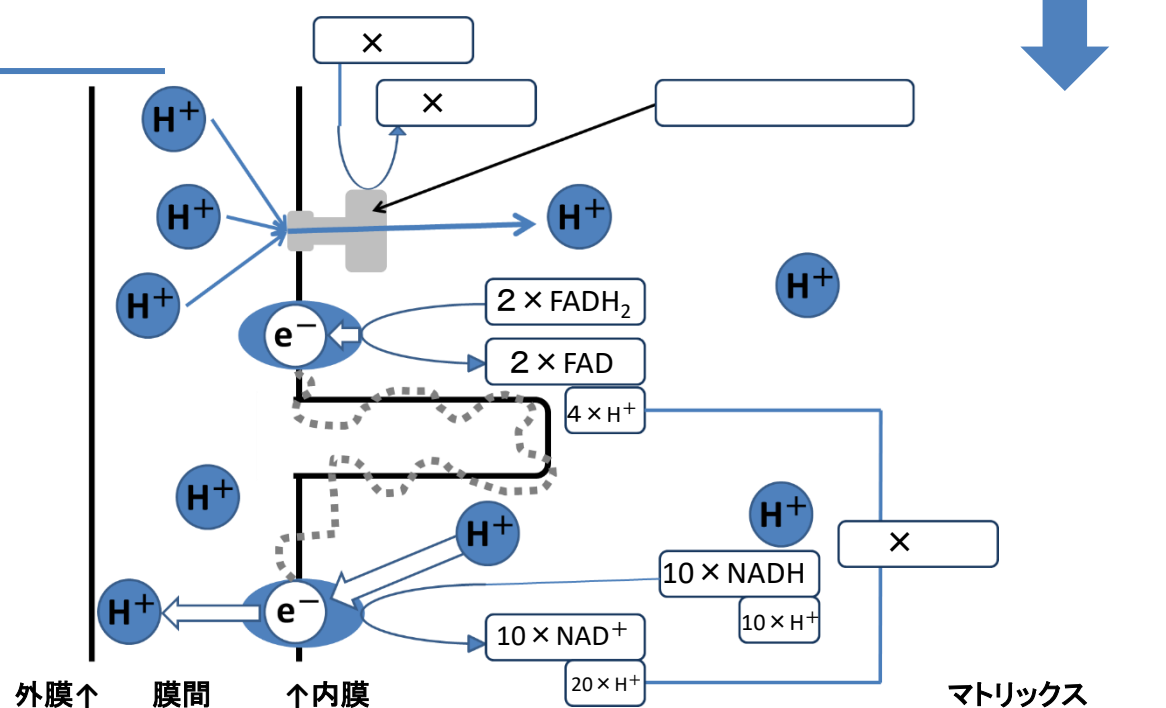 ×
×
H⁺
H⁺
H⁺
H⁺
H⁺
2 × FADH₂
e⁻
2 × FAD
4 × H⁺
H⁺
H⁺
H⁺
×
10 × NADH
H⁺
e⁻
10 × H⁺
10 × NAD⁺
20 × H⁺
外膜↑ 膜間 ↑内膜 マトリックス